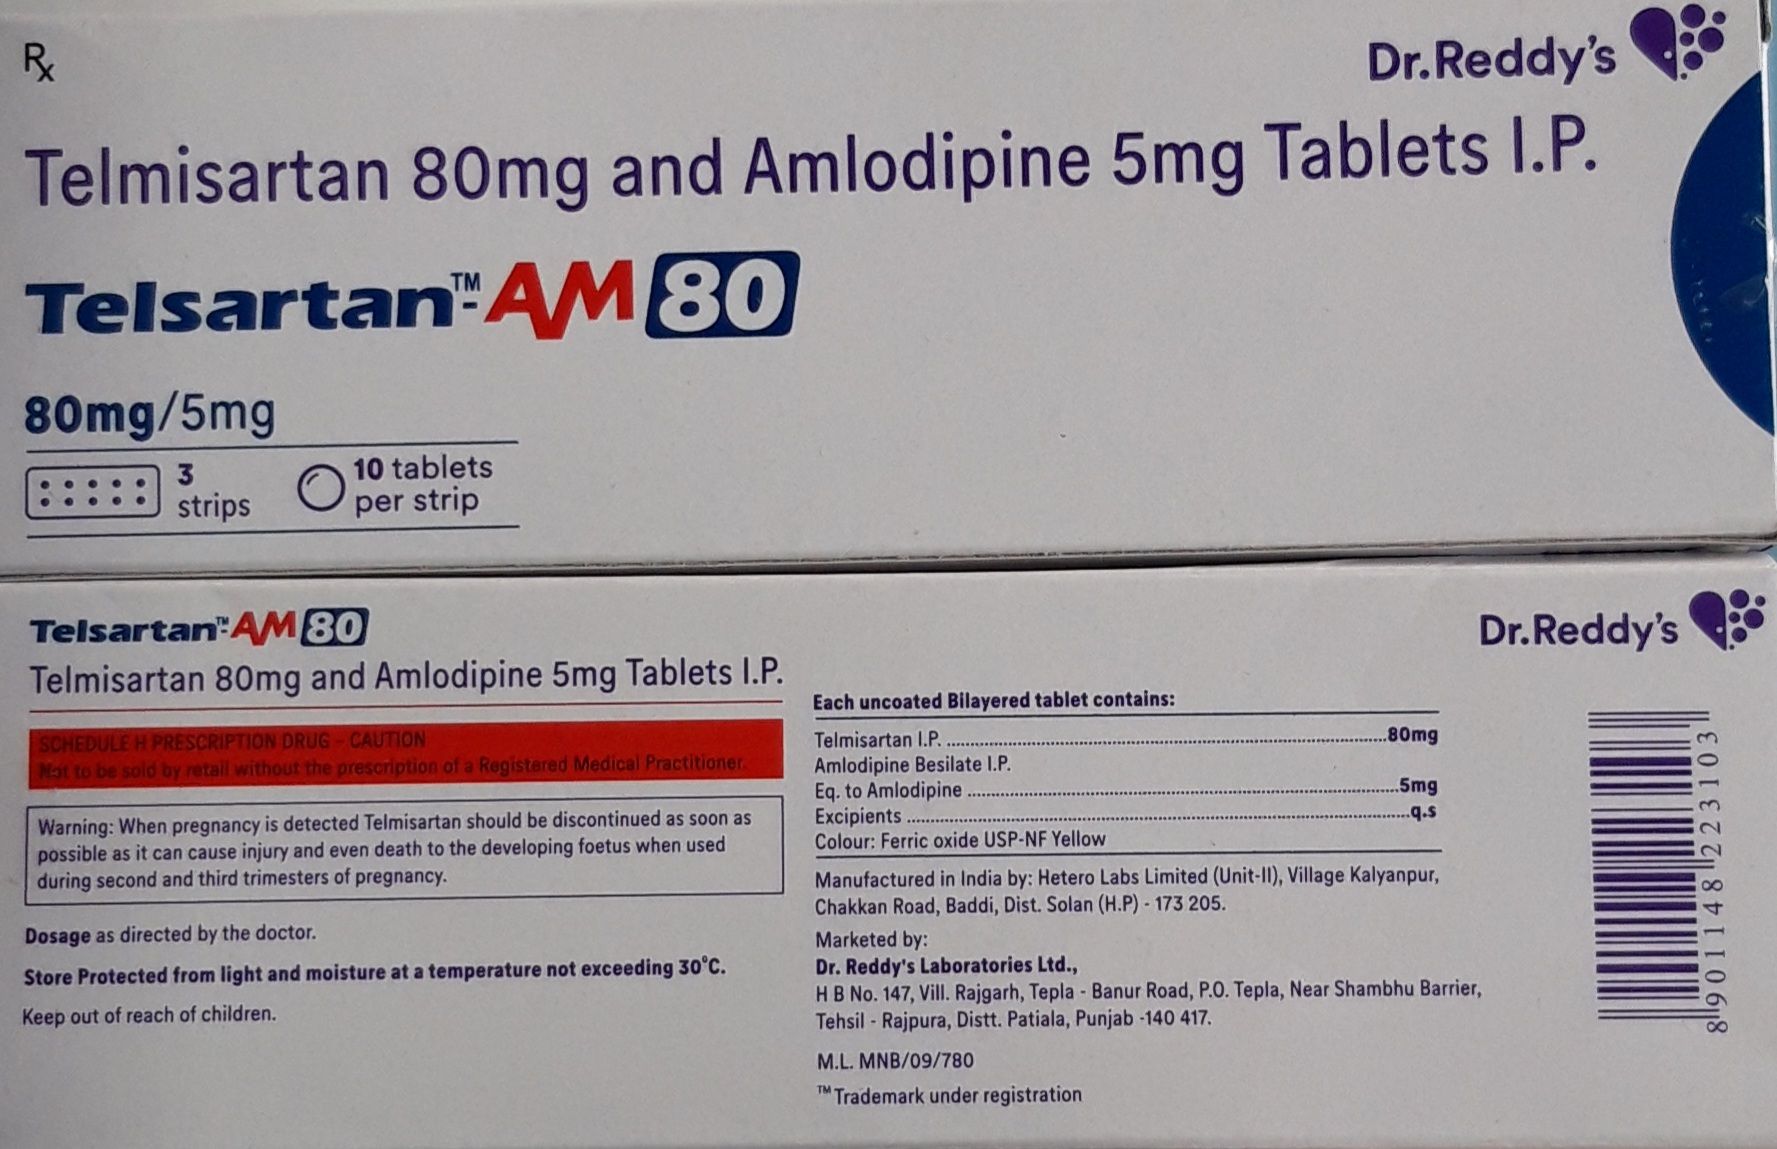 Rx
Dr.Reddy's
Telmisartan 80mg and Amlodipine 5mg Tablets I.P.
Telsartan™-AM 80
80mg/5mg
3 strips
10 tablets per strip
Telsartan™-AM 80
Dr.Reddy's
Telmisartan 80mg and Amlodipine 5mg Tablets I.P.
SCHEDULE H PRESCRIPTION DRUG - CAUTION
Not to be sold by retail without the prescription of a Registered Medical Practitioner.
Warning: When pregnancy is detected Telmisartan should be discontinued as soon as
possible as it can cause injury and even death to the developing foetus when used
during second and third trimesters of pregnancy.
Dosage as directed by the doctor.
Store Protected from light and moisture at a temperature not exceeding 30°C.
Keep out of reach of children.
Each uncoated Bilayered tablet contains:
Telmisartan I.P. ........80mg
Amlodipine Besilate I.P.
Eq. to Amlodipine ........5mg
Excipients ........q.s
Colour: Ferric oxide USP-NF Yellow
Manufactured in India by: Hetero Labs Limited (Unit-II), Village Kalyanpur,
Chakkan Road, Baddi, Dist. Solan (H.P) - 173 205.
Marketed by:
Dr. Reddy's Laboratories Ltd.,
H B No. 147, Vill. Rajgarh, Tepla - Banur Road, P.O. Tepla, Near Shambhu Barrier,
Tehsil - Rajpura, Distt. Patiala, Punjab -140 417.
M.L. MNB/09/780
™Trademark under registration
8901148223103